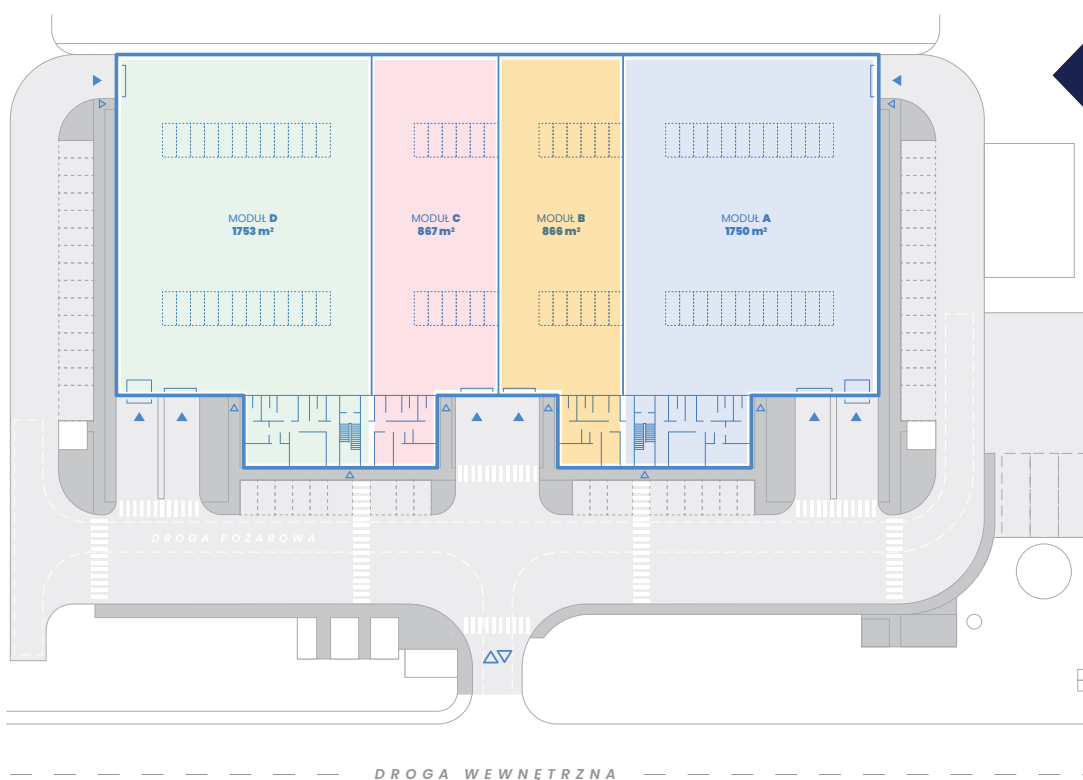 MODUŁ D
1753 m²
MODUŁ C
867 m²
MODUŁ B
866 m²
MODUŁ A
1750 m²
DROGA POŻAROWA
DROGA WEWNĘTRZNA